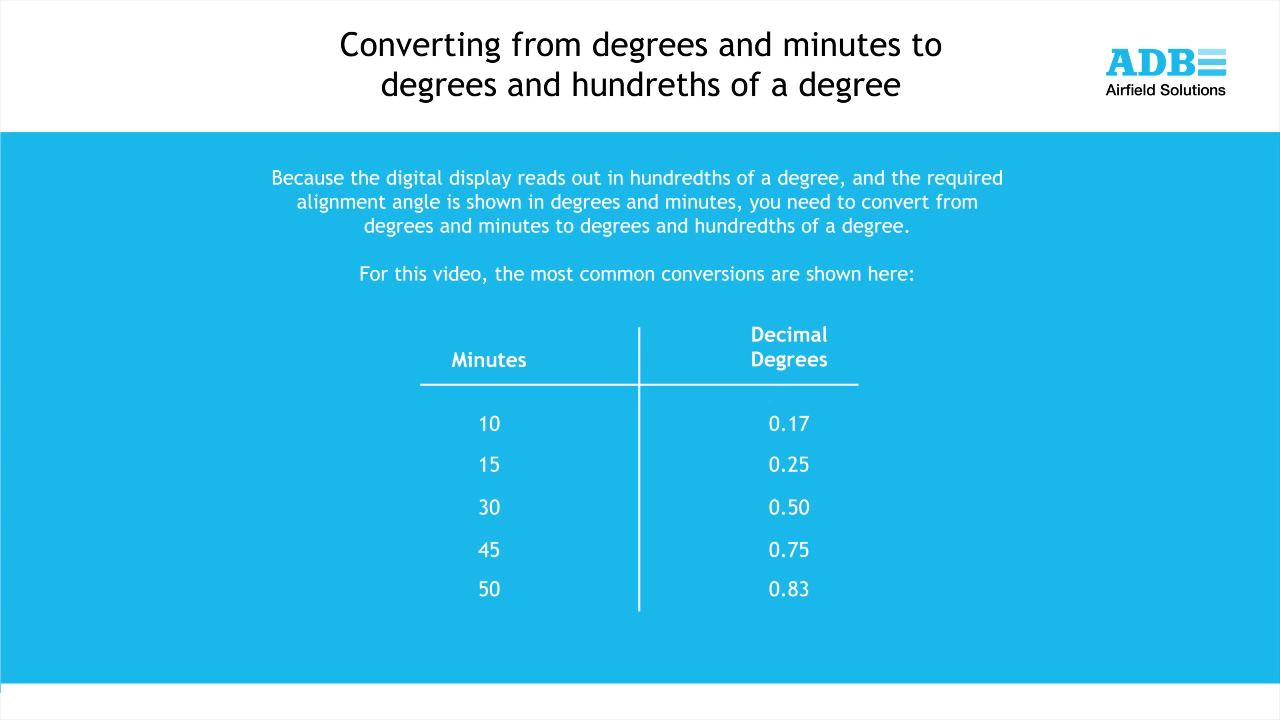 Converting from degrees and minutes to
degrees and hundreths of a degree
ADB
Airfield Solutions
Because the digital display reads out in hundredths of a degree, and the required
alignment angle is shown in degrees and minutes, you need to convert from
degrees and minutes to degrees and hundredths of a degree.
For this video, the most common conversions are shown here:
Minutes
Decimal
Degrees
10 0.17
15 0.25
30 0.50
45 0.75
50 0.83